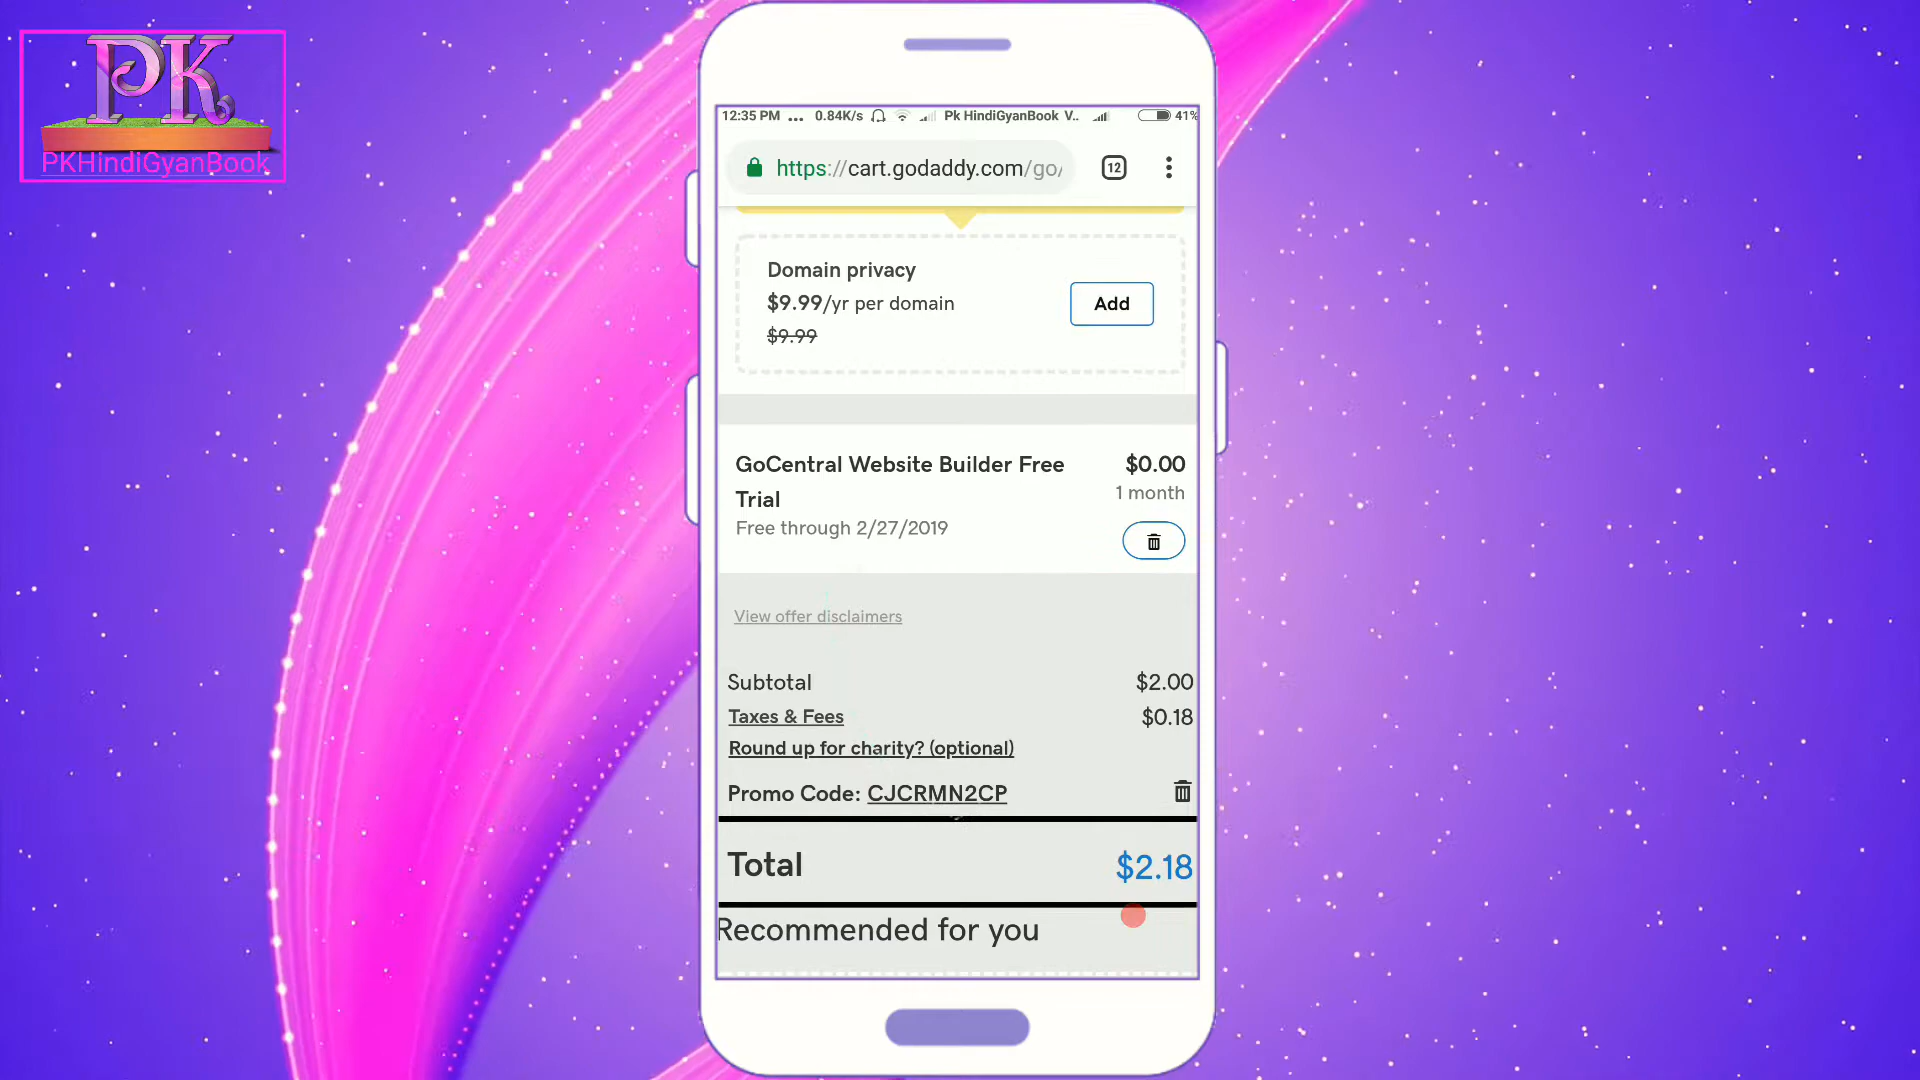 PK
PKHindiGyanBook
12:35 PM ... 0.84K/s Pk HindiGyanBook V.. 41%
https://cart.godaddy.com/go/ 12
Domain privacy
$9.99/yr per domain
Add
$9.99
GoCentral Website Builder Free $0.00
Trial 1 month
Free through 2/27/2019
View offer disclaimers
Subtotal $2.00
Taxes & Fees $0.18
Round up for charity? (optional)
Promo Code: CJCRMN2CP
Total $2.18
Recommended for you